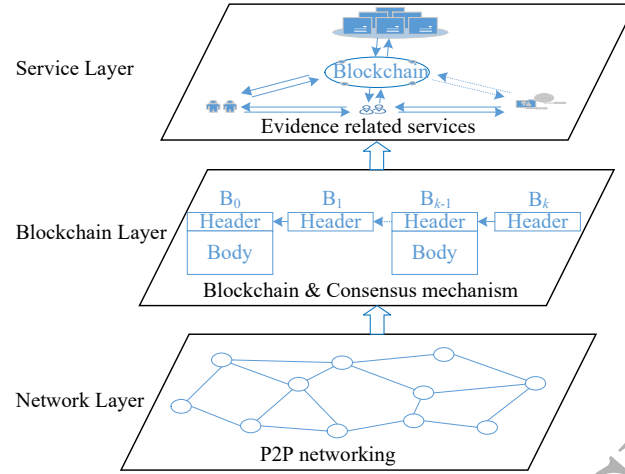 Service Layer
Blockchain
Evidence related services
Blockchain Layer
B0 B1 Bk-1 Bk
Header Header Header Header
Body Body
Blockchain & Consensus mechanism
Network Layer
P2P networking